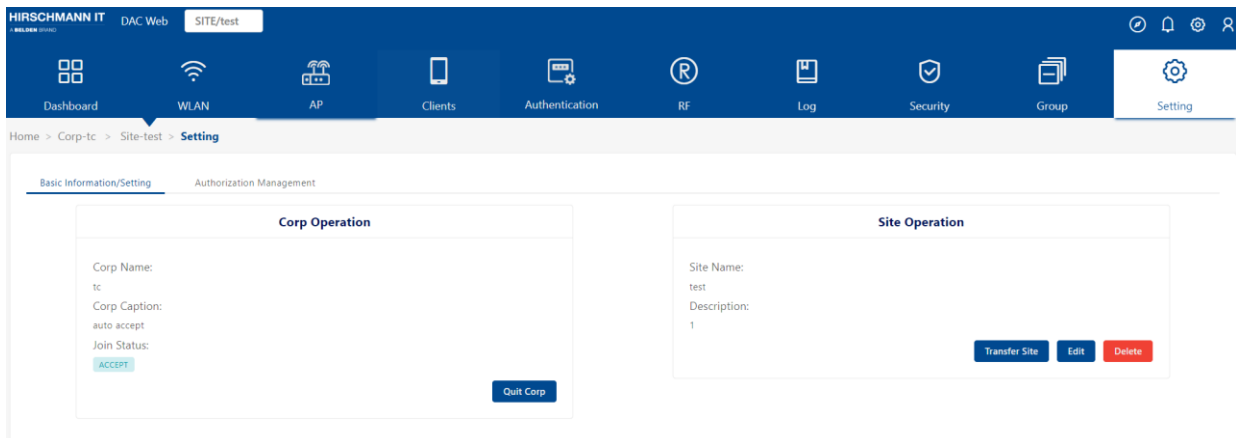 HIRSCHMANN IT
A BELDEN BRAND
DAC Web
SITE/test
Dashboard
WLAN
AP
Clients
Authentication
RF
Log
Security
Group
Setting
Home > Corp-tc > Site-test > Setting
Basic Information/Setting
Authorization Management
Corp Operation
Corp Name:
tc
Corp Caption:
auto accept
Join Status:
ACCEPT
Quit Corp
Site Operation
Site Name:
test
Description:
1
Transfer Site
Edit
Delete